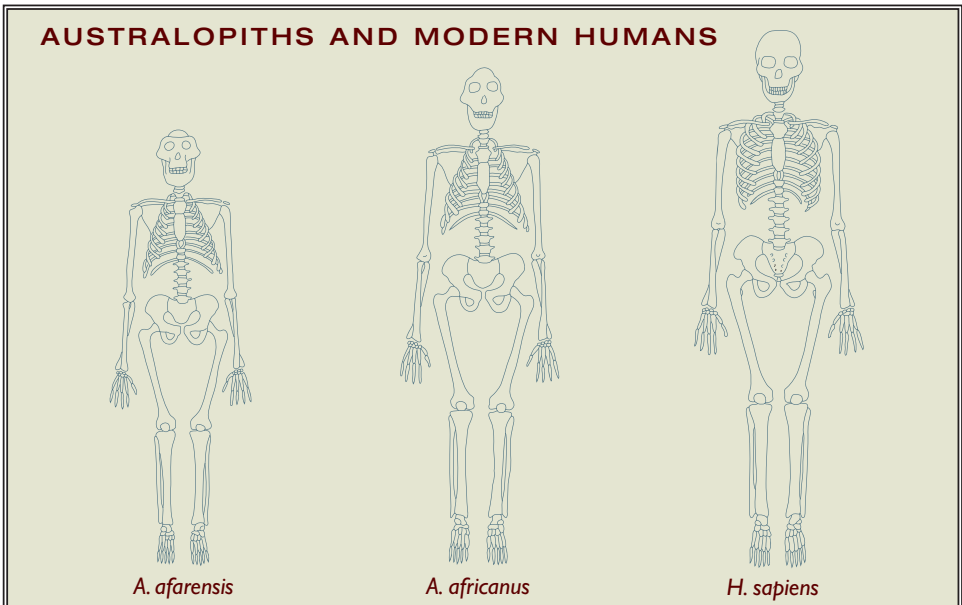 AUSTRALOPITHS AND MODERN HUMANS
A. afarensis
A. africanus
H. sapiens